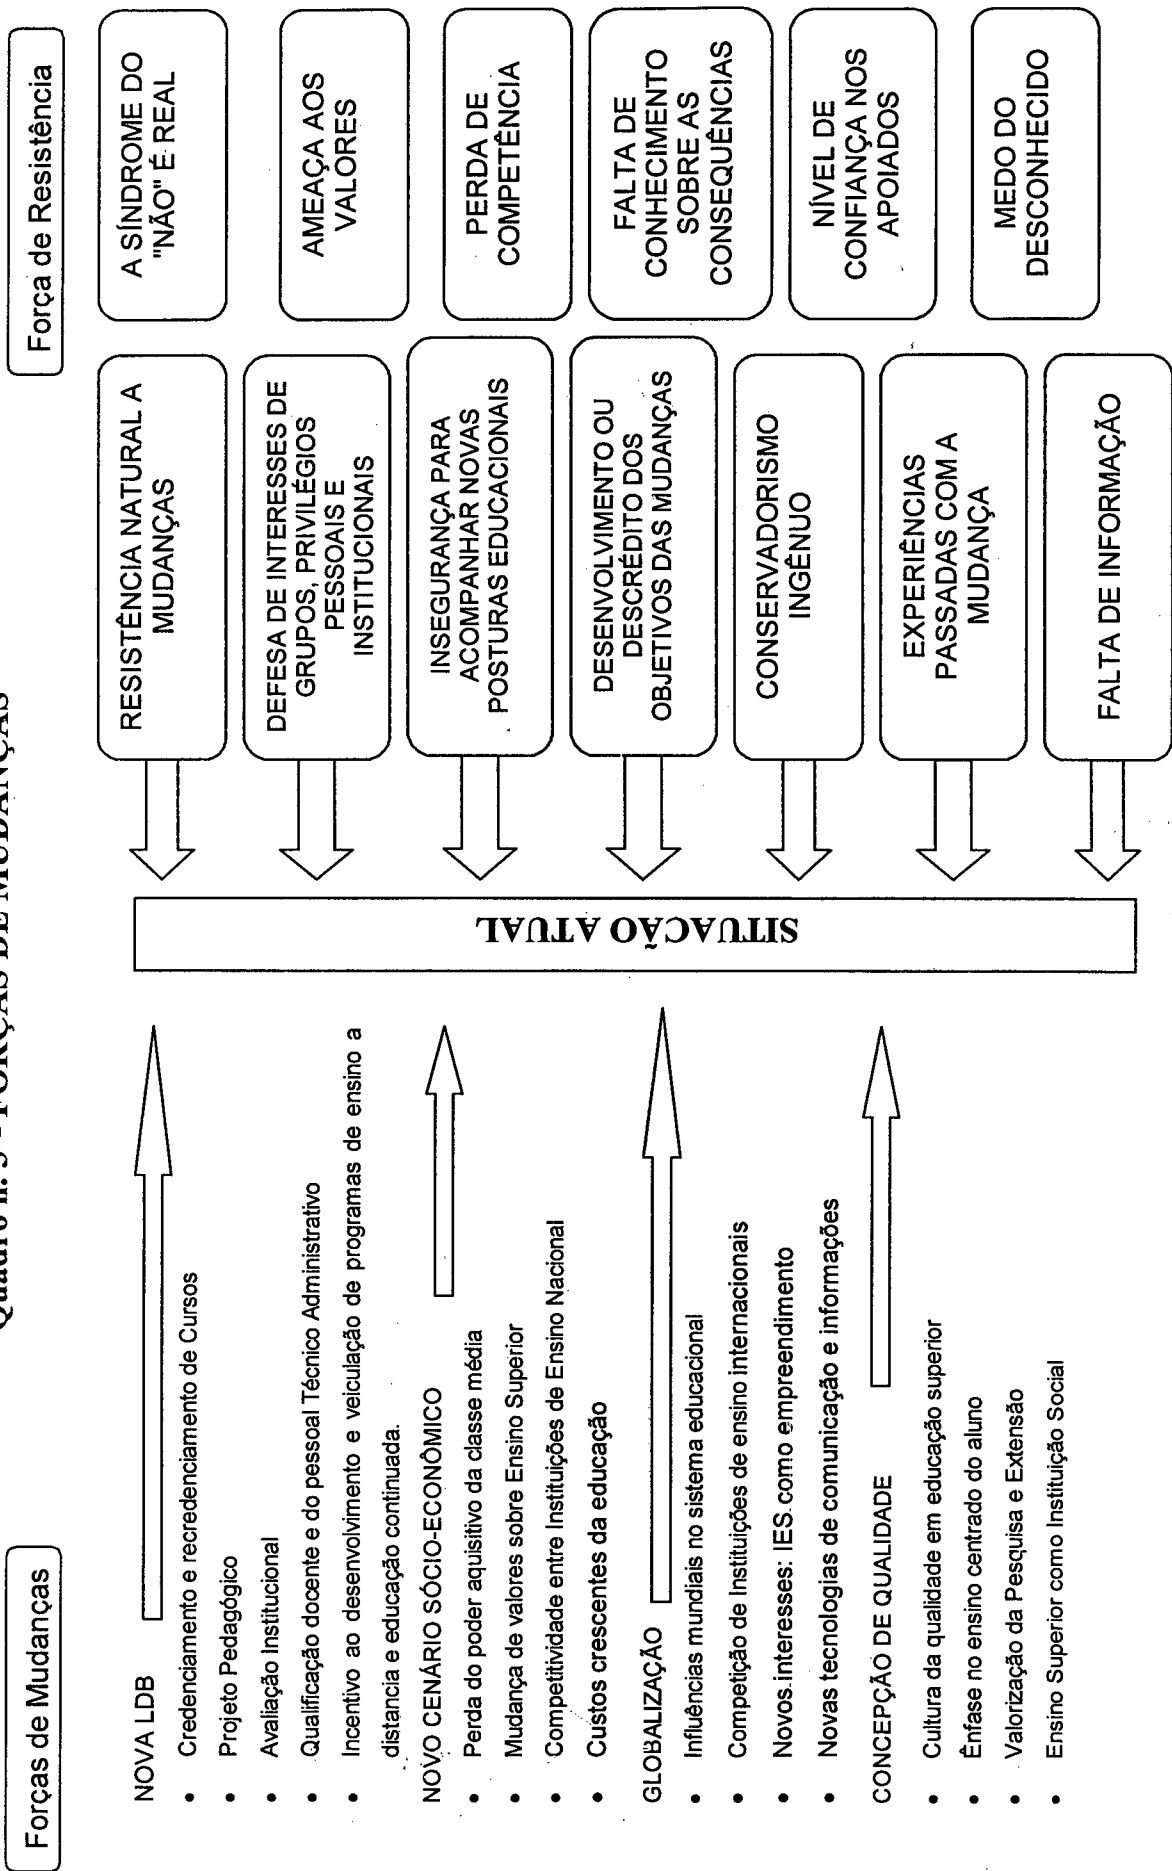 Quadro n. 3 - FORÇAS DE MUDANÇAS
Forças de Mudanças
NOVA LDB
• Credenciamento e recredenciamento de Cursos
• Projeto Pedagógico
• Avaliação Institucional
• Qualificação docente e do pessoal Técnico Administrativo
• Incentivo ao desenvolvimento e veiculação de programas de ensino a
distancia e educação continuada.
NOVO CENÁRIO SÓCIO-ECONÔMICO
• Perda do poder aquisitivo da classe média
• Mudança de valores sobre Ensino Superior
• Competitividade entre Instituições de Ensino Nacional
• Custos crescentes da educação
GLOBALIZAÇÃO
• Influências mundiais no sistema educacional
• Competição de Instituições de ensino internacionais
• Novos interesses: IES como empreendimento
• Novas tecnologias de comunicação e informações
CONCEPÇÃO DE QUALIDADE
• Cultura da qualidade em educação superior
• Ênfase no ensino centrado do aluno
• Valorização da Pesquisa e Extensão
• Ensino Superior como Instituição Social
SITUACÃO ATUAL
Força de Resistência
RESISTÊNCIA NATURAL A
MUDANÇAS
DEFESA DE INTERESSES DE
GRUPOS, PRIVILÉGIOS
PESSOAIS E
INSTITUCIONAIS
INSEGURANÇA PARA
ACOMPANHAR NOVAS
POSTURAS EDUCACIONAIS
DESENVOLVIMENTO OU
DESCRÉDITO DOS
OBJETIVOS DAS MUDANÇAS
CONSERVADORISMO
INGÊNUO
EXPERIÊNCIAS
PASSADAS COM A
MUDANÇA
FALTA DE INFORMAÇÃO
A SÍNDROME DO
"NÃO" É REAL
AMEAÇA AOS
VALORES
PERDA DE
COMPETÊNCIA
FALTA DE
CONHECIMENTO
SOBRE AS
CONSEQUÊNCIAS
NÍVEL DE
CONFIANÇA NOS
APOIADOS
MEDO DO
DESCONHECIDO